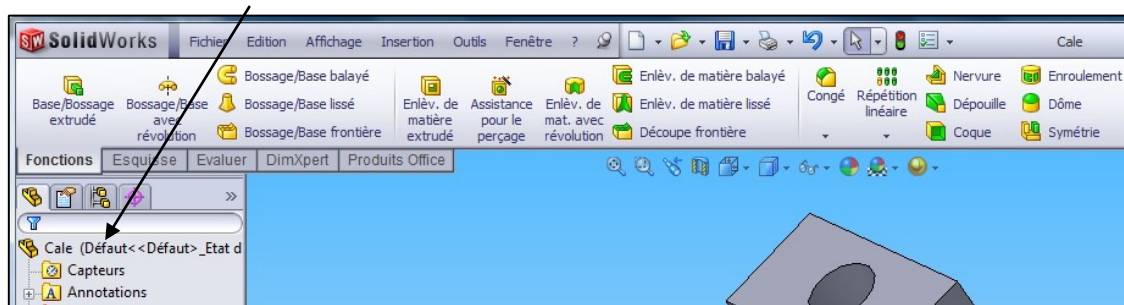 SolidWorks Fichier Edition Affichage Insertion Outils Fenêtre ? Cale
Base/Bossage extrudé
Bossage/Base avec révolution
Bossage/Base balayé
Bossage/Base lissé
Bossage/Base frontière
Enlèv. de matière extrudé
Assistance pour le perçage
Enlèv. de mat. avec révolution
Enlèv. de matière balayé
Enlèv. de matière lissé
Découpe frontière
Congé
Répétition linéaire
Nervure
Dépouille
Coque
Enroulement
Dôme
Symétrie
Fonctions Esquisse Evaluer DimXpert Produits Office
Cale (Défaut<<Défaut>_Etat d
Capteurs
Annotations